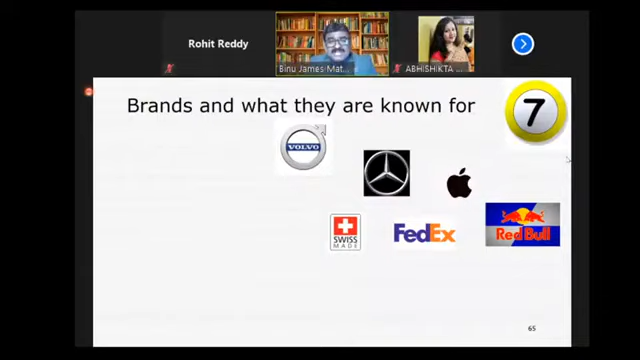 Rohit Reddy
Binu James Mat...
ABHISHIKTA ...
Brands and what they are known for
7
VOLVO
SWISS
MADE
FedEx
Red Bull
65